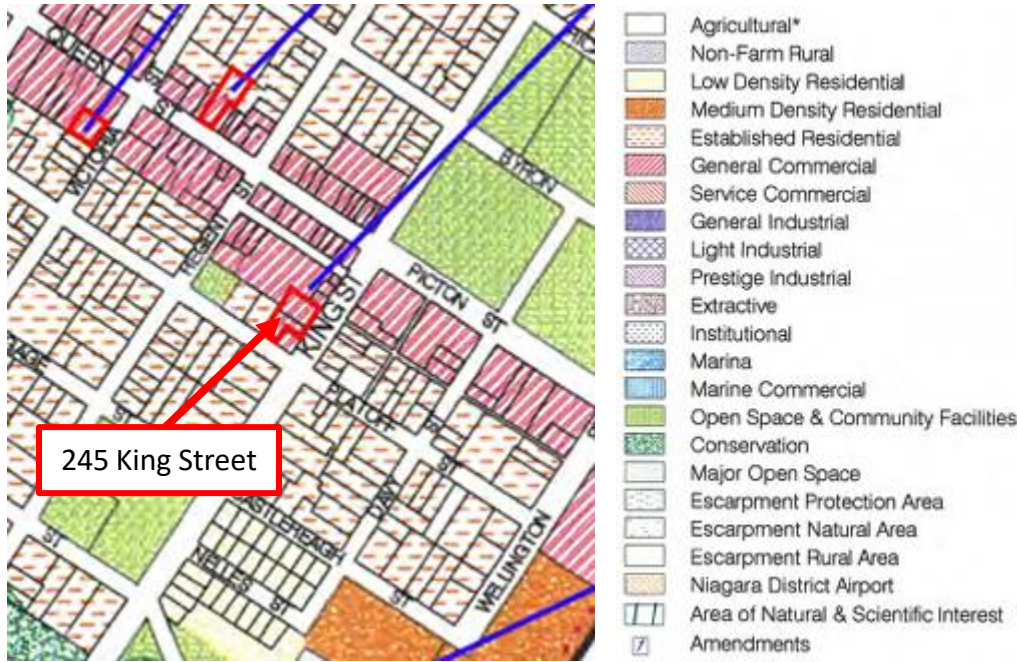 QUEEN
ST
VICTORIA
BYRON
REGENT
ST
PICTON
ST
KING ST
PLATOFF
ST
245 King Street
ST
CASTLEREAGH
ST
DAVY
NELLES
ST
WELLINGTON
Agricultural*
Non-Farm Rural
Low Density Residential
Medium Density Residential
Established Residential
General Commercial
Service Commercial
General Industrial
Light Industrial
Prestige Industrial
Extractive
Institutional
Marina
Marine Commercial
Open Space & Community Facilities
Conservation
Major Open Space
Escarpment Protection Area
Escarpment Natural Area
Escarpment Rural Area
Niagara District Airport
Area of Natural & Scientific Interest
Amendments